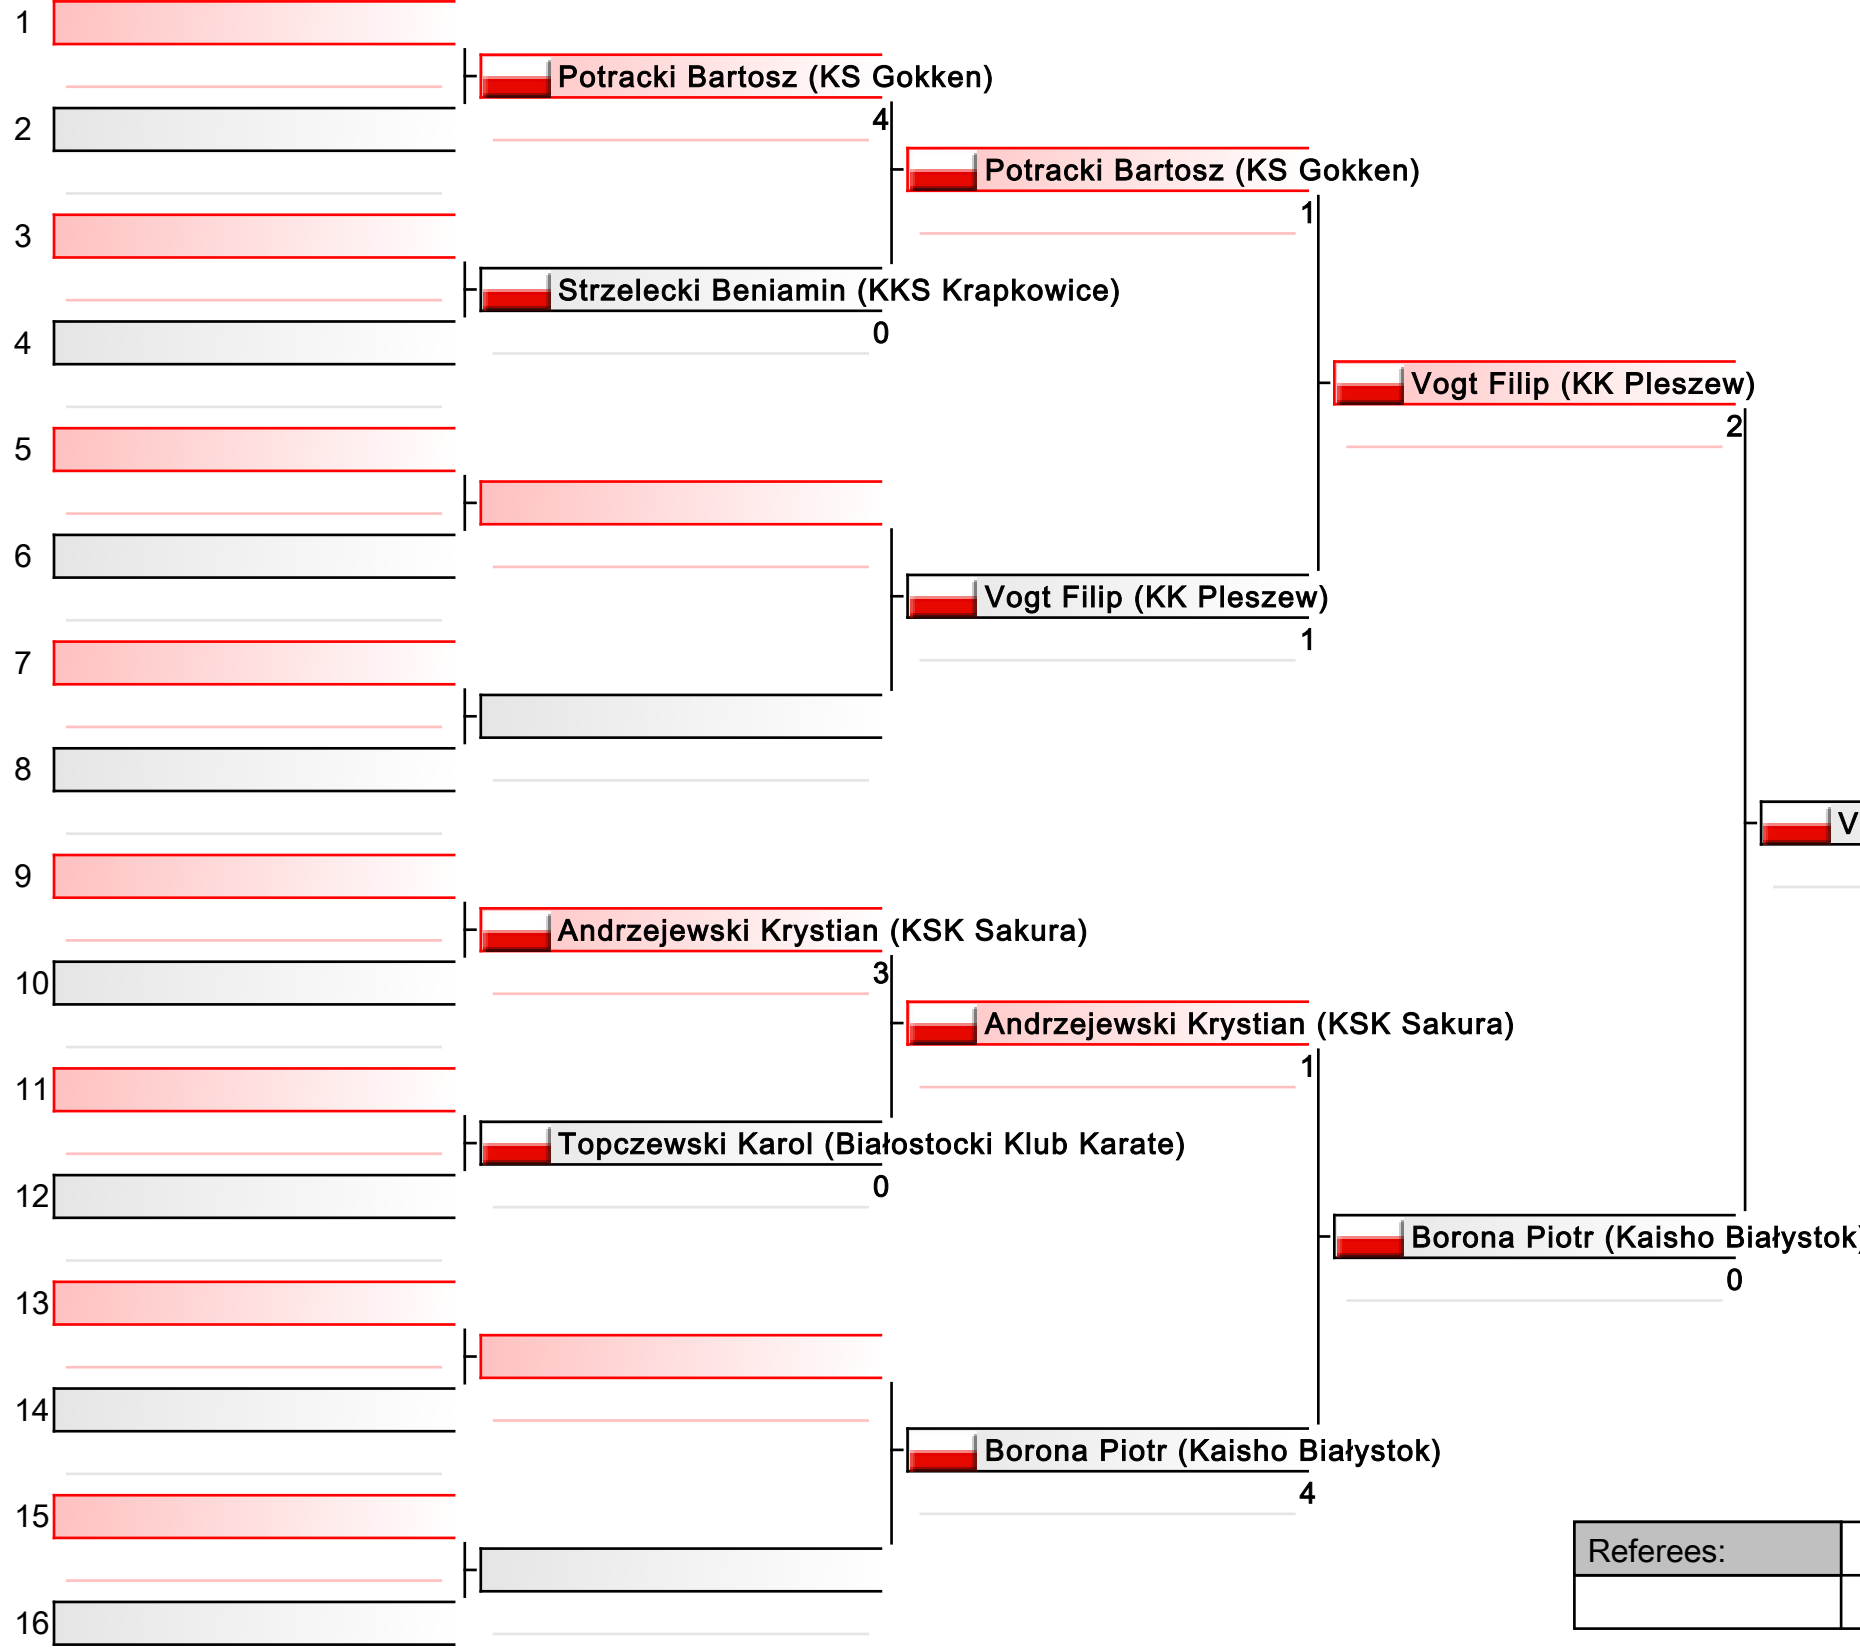 1
Potracki Bartosz (KS Gokken)
4
2
Potracki Bartosz (KS Gokken)
1
3
Strzelecki Beniamin (KKS Krapkowice)
0
4
Vogt Filip (KK Pleszew)
2
5
6
Vogt Filip (KK Pleszew)
1
7
8
V
9
Andrzejewski Krystian (KSK Sakura)
3
10
Andrzejewski Krystian (KSK Sakura)
1
11
Topczewski Karol (Białostocki Klub Karate)
0
12
Borona Piotr (Kaisho Białystok)
0
13
14
Borona Piotr (Kaisho Białystok)
4
15
Referees:
16